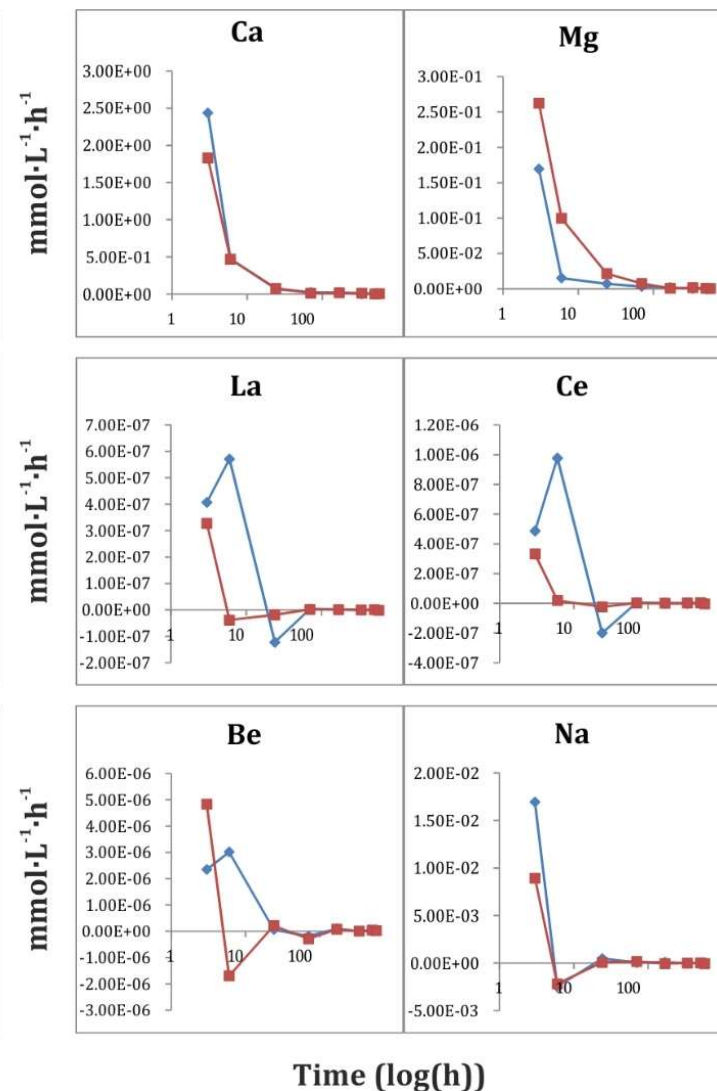 Ca
mmol·L⁻¹·h⁻¹
3.00E+00
2.50E+00
2.00E+00
1.50E+00
1.00E+00
5.00E-01
0.00E+00
1 10 100
Mg
3.00E-01
2.50E-01
2.00E-01
1.50E-01
1.00E-01
5.00E-02
0.00E+00
1 10 100
La
mmol·L⁻¹·h⁻¹
7.00E-07
6.00E-07
5.00E-07
4.00E-07
3.00E-07
2.00E-07
1.00E-07
0.00E+00
-1.00E-07
-2.00E-07
1 10 100
Ce
1.20E-06
1.00E-06
8.00E-07
6.00E-07
4.00E-07
2.00E-07
0.00E+00
-2.00E-07
-4.00E-07
1 10 100
Be
mmol·L⁻¹·h⁻¹
6.00E-06
5.00E-06
4.00E-06
3.00E-06
2.00E-06
1.00E-06
0.00E+00
-1.00E-06
-2.00E-06
-3.00E-06
1 10 100
Na
2.00E-02
1.50E-02
1.00E-02
5.00E-03
0.00E+00
-5.00E-03
1 10 100
Time (log(h))